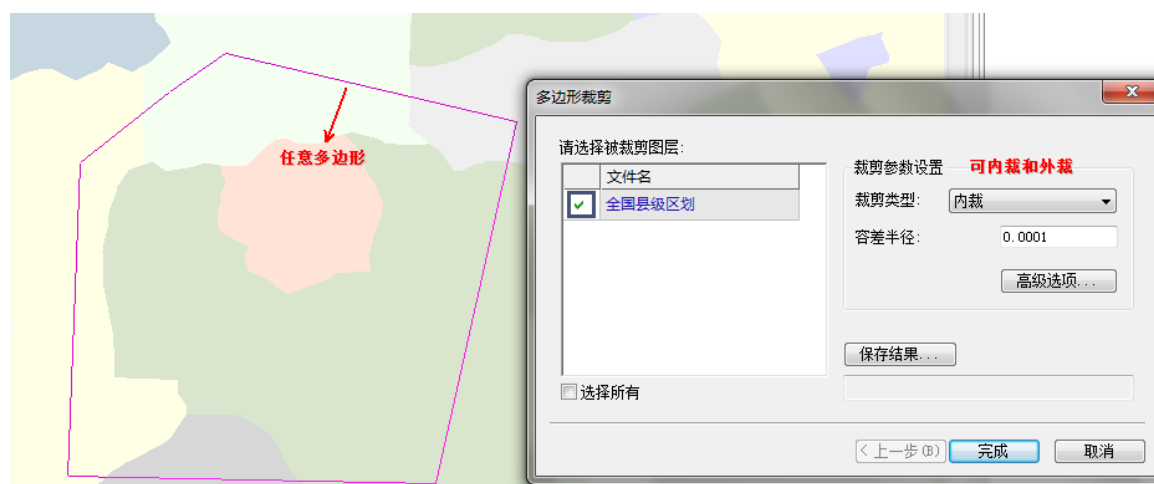 任意多边形
多边形裁剪
请选择被裁剪图层:
文件名
全国县级区划
选择所有
裁剪参数设置 可内裁和外裁
裁剪类型: 内裁
容差半径: 0.0001
高级选项...
保存结果...
<上一步(B) 完成 取消